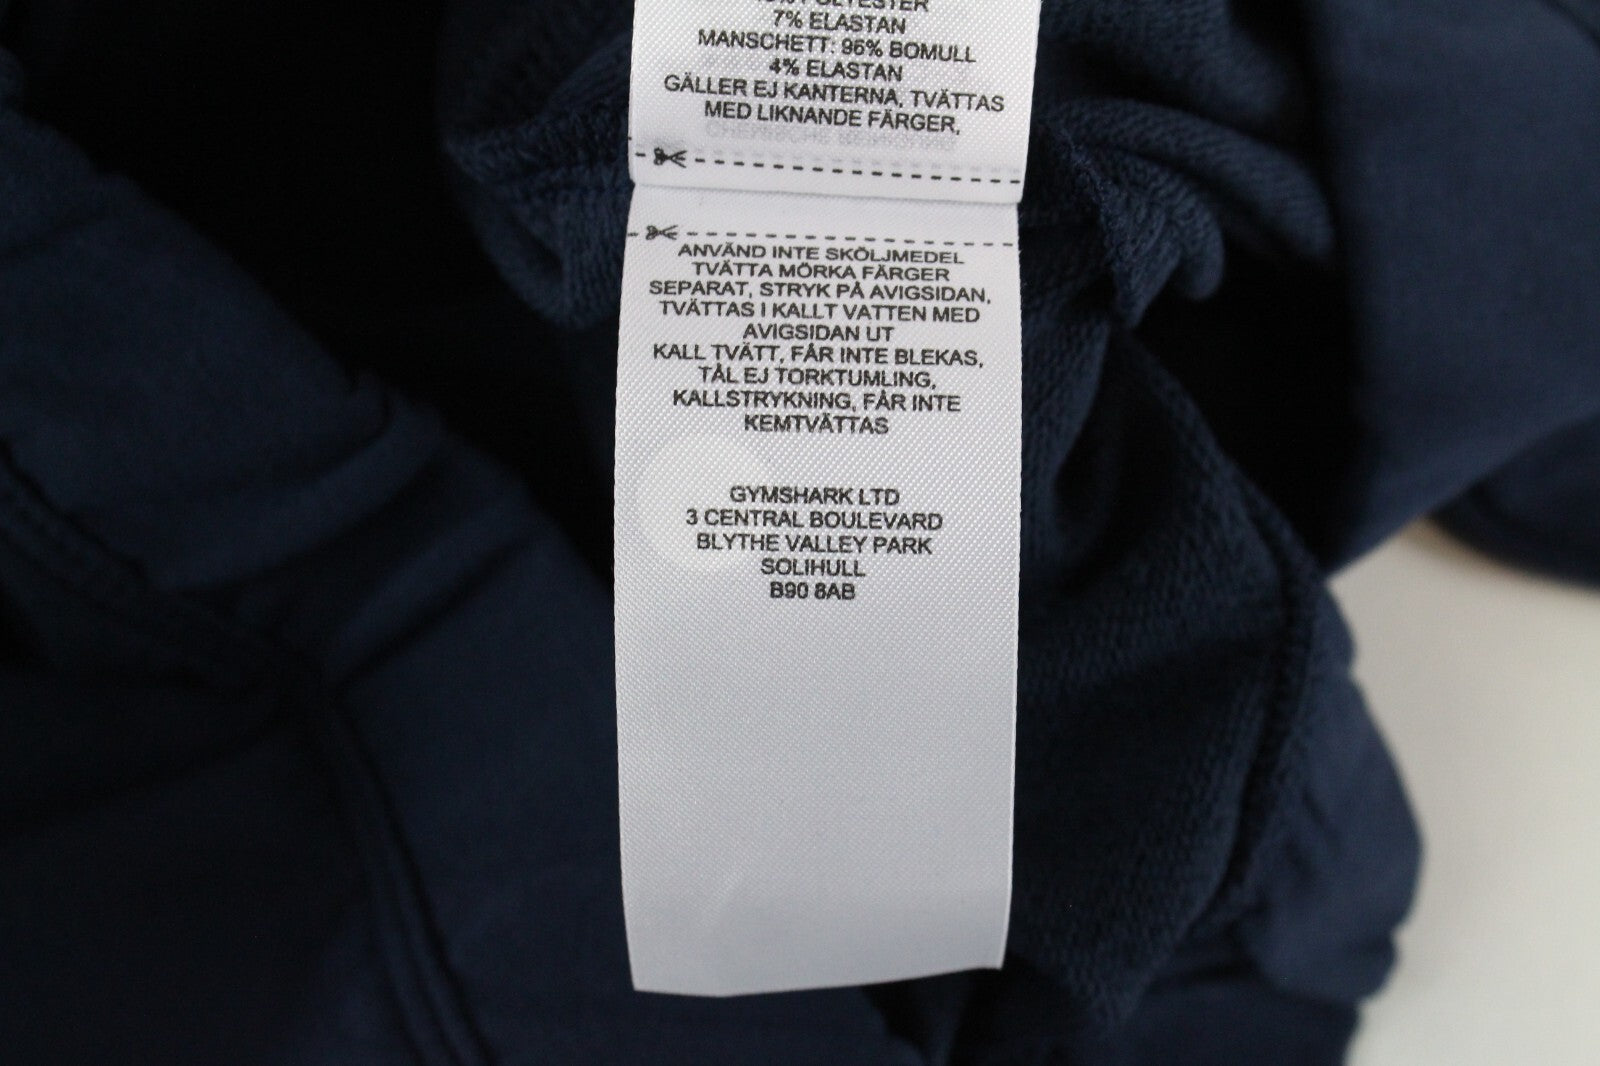 POLYESTER
7% ELASTAN
MANSCHETT: 96% BOMULL
4% ELASTAN
GÄLLER EJ KANTERNA, TVÄTTAS
MED LIKNANDE FÄRGER,
ANVÄND INTE SKÖLJMEDEL
TVÄTTA MÖRKA FÄRGER
SEPARAT, STRYK PÅ AVIGSIDAN,
TVÄTTAS I KALLT VATTEN MED
AVIGSIDAN UT
KALL TVÄTT, FÅR INTE BLEKAS,
TÅL EJ TORKTUMLING,
KALLSTRYKNING, FÅR INTE
KEMTVÄTTAS
GYMSHARK LTD
3 CENTRAL BOULEVARD
BLYTHE VALLEY PARK
SOLIHULL
B90 8AB